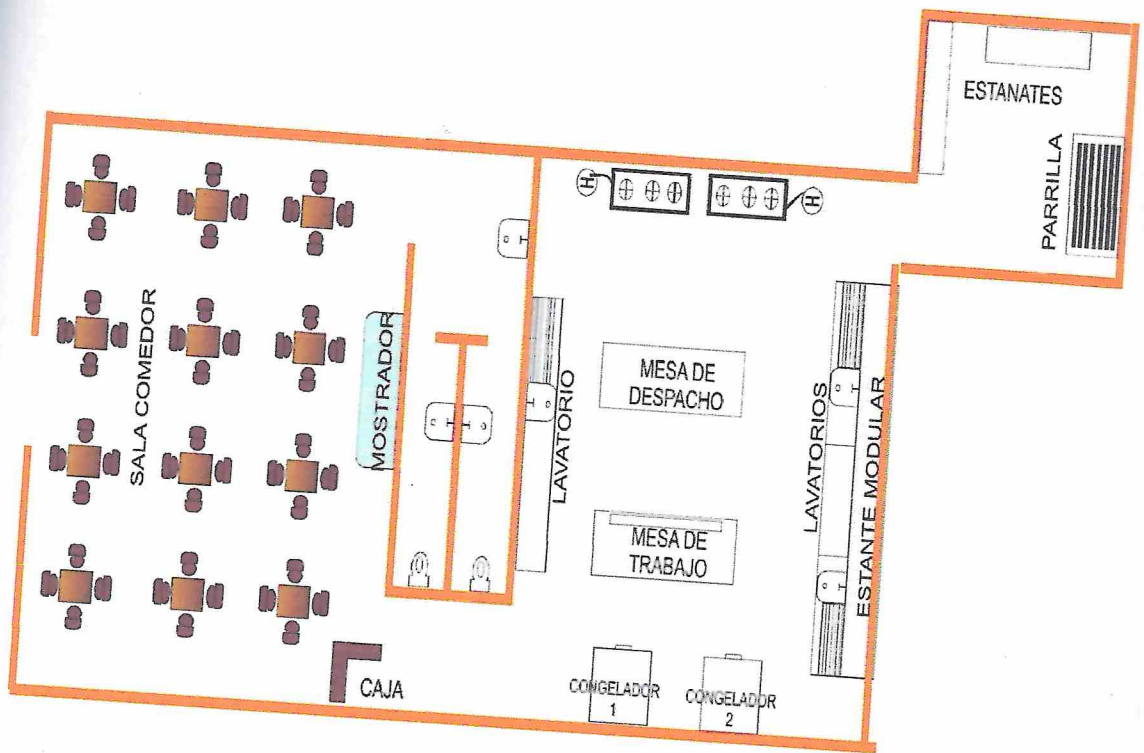 ESTANATES
PARRILLA
H
H
SALA COMEDOR
MOSTRADOR
LAVATORIO
MESA DE
DESPACHO
LAVATORIOS
ESTANTE MODULAR
MESA DE
TRABAJO
CAJA
CONGELADOR
1
CONGELADOR
2